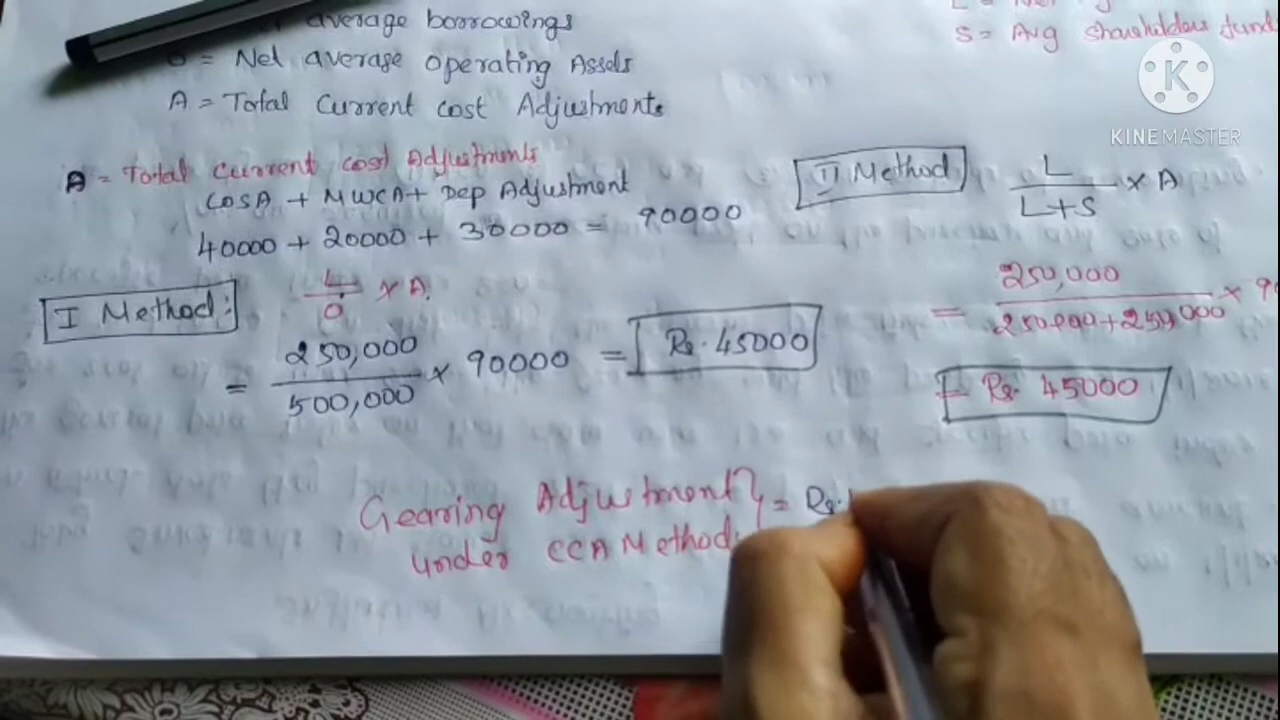 average borrowings
= Net average operating Assets
A = Total Current cost Adjustments
S = Avg shareholders fund
K
KINEMASTER
A = Total Current cost Adjustments
COSA + MWCA + Dep Adjustment
40000 + 20000 + 30000 = 90000
I Method:
L/O × A.
= 250,000/500,000 × 90000 = Rs. 45000
II Method
L/L+S × A
= 250,000/250,000+250,000 × 90
= Rs. 45000
Gearing Adjustment } = Rs.
under CCA Method